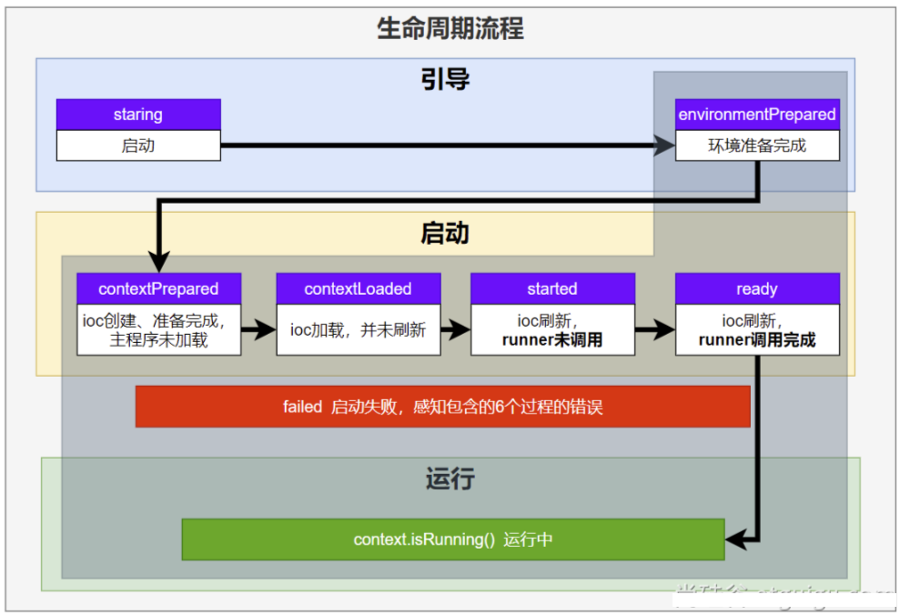 生命周期流程
引导
staring
启动
environmentPrepared
环境准备完成
启动
contextPrepared
ioc创建、准备完成，
主程序未加载
contextLoaded
ioc加载，并未刷新
started
ioc刷新，
runner未调用
ready
ioc刷新，
runner调用完成
failed 启动失败，感知包含的6个过程的错误
运行
context.isRunning() 运行中